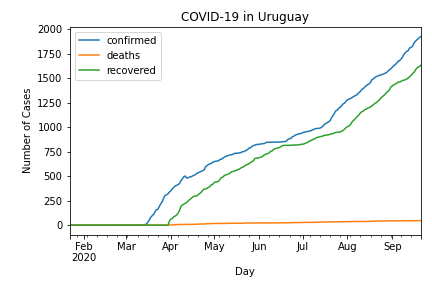 COVID-19 in Uruguay
confirmed
deaths
recovered
2000
1750
1500
1250
1000
750
500
250
0
Number of Cases
Feb Mar Apr May Jun Jul Aug Sep
2020
Day